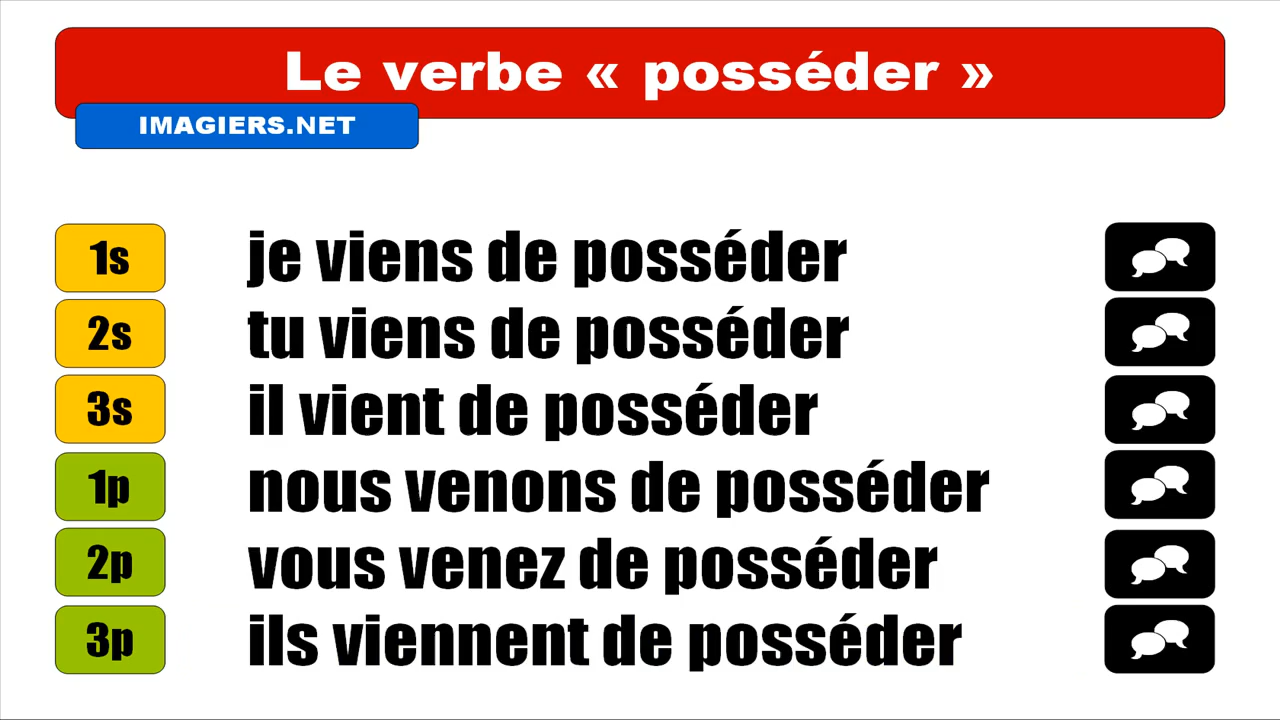 Le verbe « posséder »
IMAGIERS.NET
1s je viens de posséder
2s tu viens de posséder
3s il vient de posséder
1p nous venons de posséder
2p vous venez de posséder
3p ils viennent de posséder